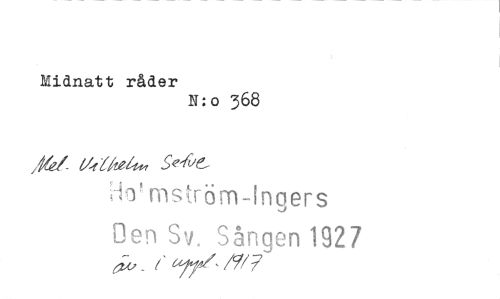 Midnatt råder
N:o 368
Mel. Vilhelm Sefve
Holmström-Ingers
Den Sv. Sången 1927
äv. i uppl. 1917